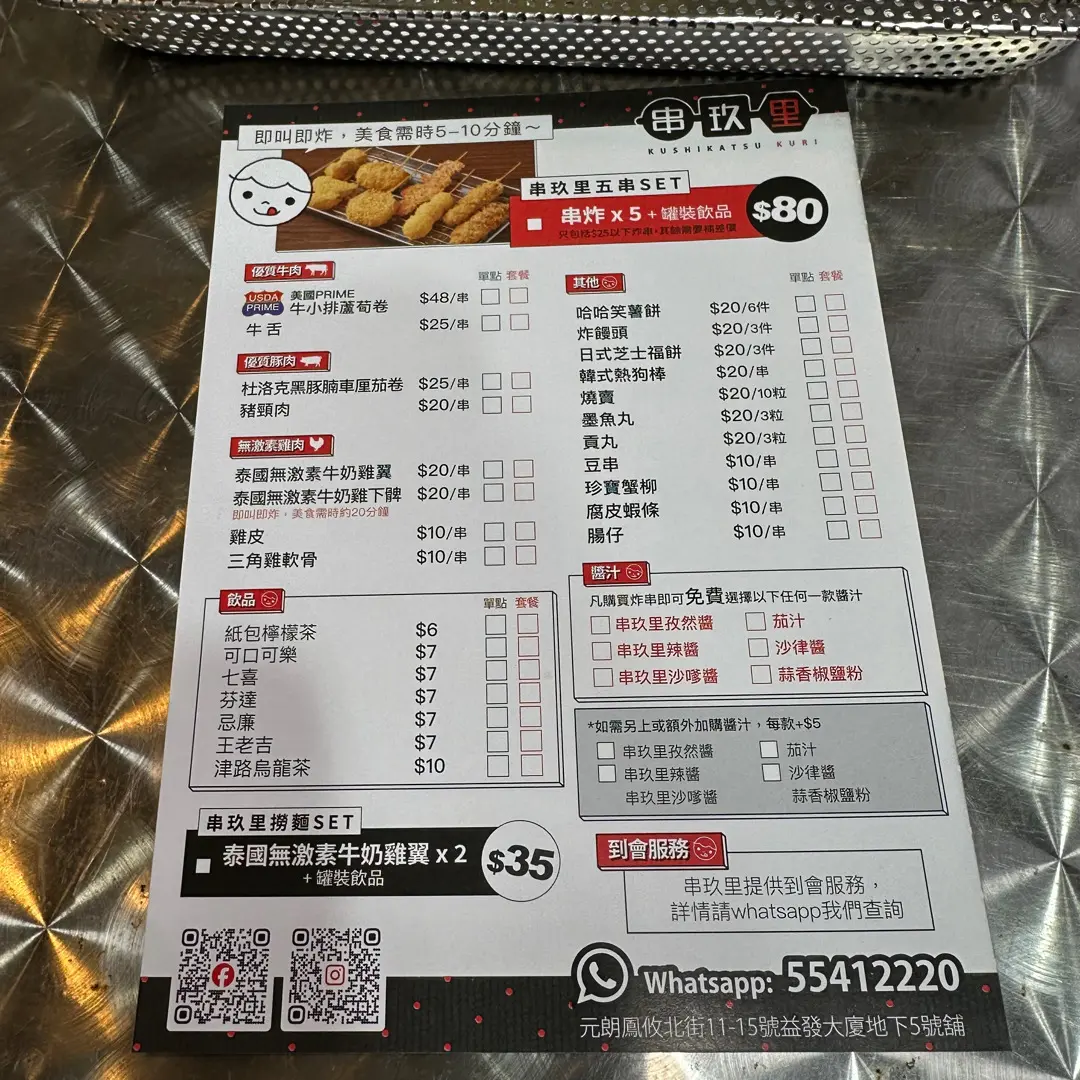 即叫即炸，美食需時5-10分鐘～
串玖里
KUSHIKATSU KURI
串玖里五串SET
串炸 x 5 + 罐裝飲品
$80
只包括$25以下炸串，其餘需要補差價
優質牛肉
單點 套餐
USDA PRIME
美國PRIME
牛小排蘆筍卷 $48/串
牛舌 $25/串
優質豚肉
杜洛克黑豚腩車厘茄卷 $25/串
豬頸肉 $20/串
無激素雞肉
泰國無激素牛奶雞翼 $20/串
泰國無激素牛奶雞下髀 $20/串
即叫即炸，美食需時約20分鐘
雞皮 $10/串
三角雞軟骨 $10/串
其他
單點 套餐
哈哈笑薯餅 $20/6件
炸饅頭 $20/3件
日式芝士福餅 $20/3件
韓式熱狗棒 $20/串
燒賣 $20/10粒
墨魚丸 $20/3粒
貢丸 $20/3粒
豆串 $10/串
珍寶蟹柳 $10/串
腐皮蝦條 $10/串
腸仔 $10/串
飲品
單點 套餐
紙包檸檬茶 $6
可口可樂 $7
七喜 $7
芬達 $7
忌廉 $7
王老吉 $7
津路烏龍茶 $10
醬汁
凡購買炸串即可免費選擇以下任何一款醬汁
串玖里孜然醬 茄汁
串玖里辣醬 沙律醬
串玖里沙嗲醬 蒜香椒鹽粉
*如需另上或額外加購醬汁，每款+$5
串玖里孜然醬 茄汁
串玖里辣醬 沙律醬
串玖里沙嗲醬 蒜香椒鹽粉
串玖里撈麵SET
泰國無激素牛奶雞翼 x 2
+ 罐裝飲品
$35
到會服務
串玖里提供到會服務，
詳情請whatsapp我們查詢
Whatsapp: 55412220
元朗鳳攸北街11-15號益發大廈地下5號舖